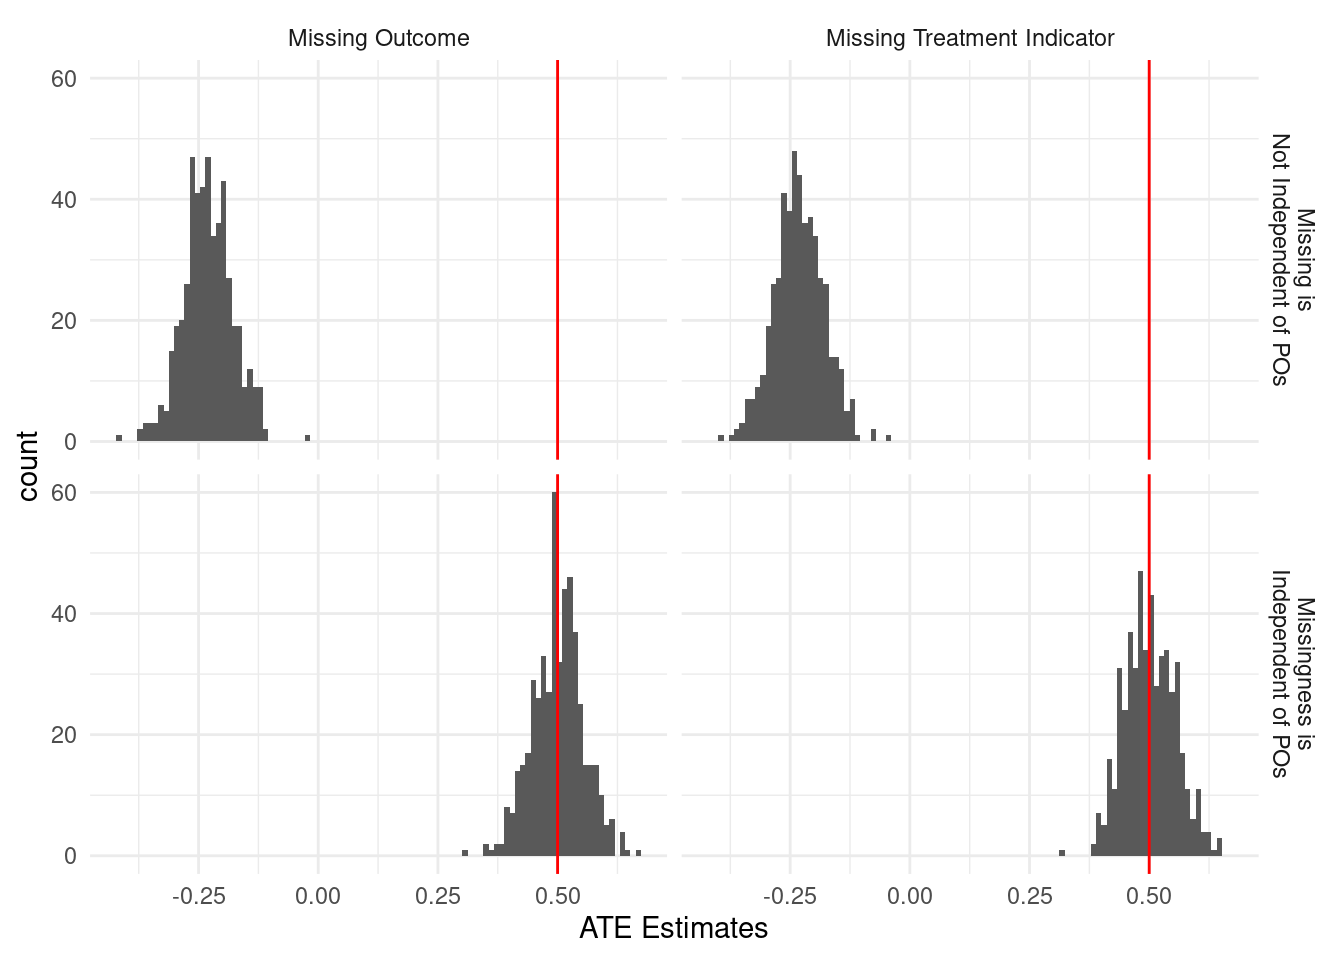 Missing Outcome
Missing Treatment Indicator
60
40
20
0
Missing is
Not Independent of POs
count
60
40
20
0
Missingness is
Independent of POs
-0.25 0.00 0.25 0.50
-0.25 0.00 0.25 0.50
ATE Estimates